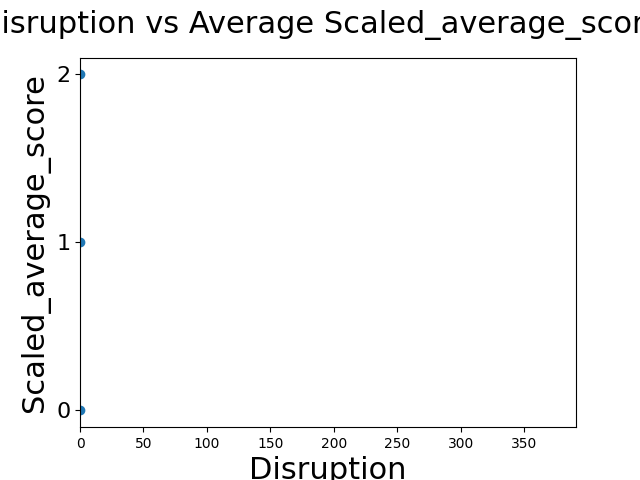 isruption vs Average Scaled_average_scor
2
1
0
Scaled_average_score
0 50 100 150 200 250 300 350
Disruption